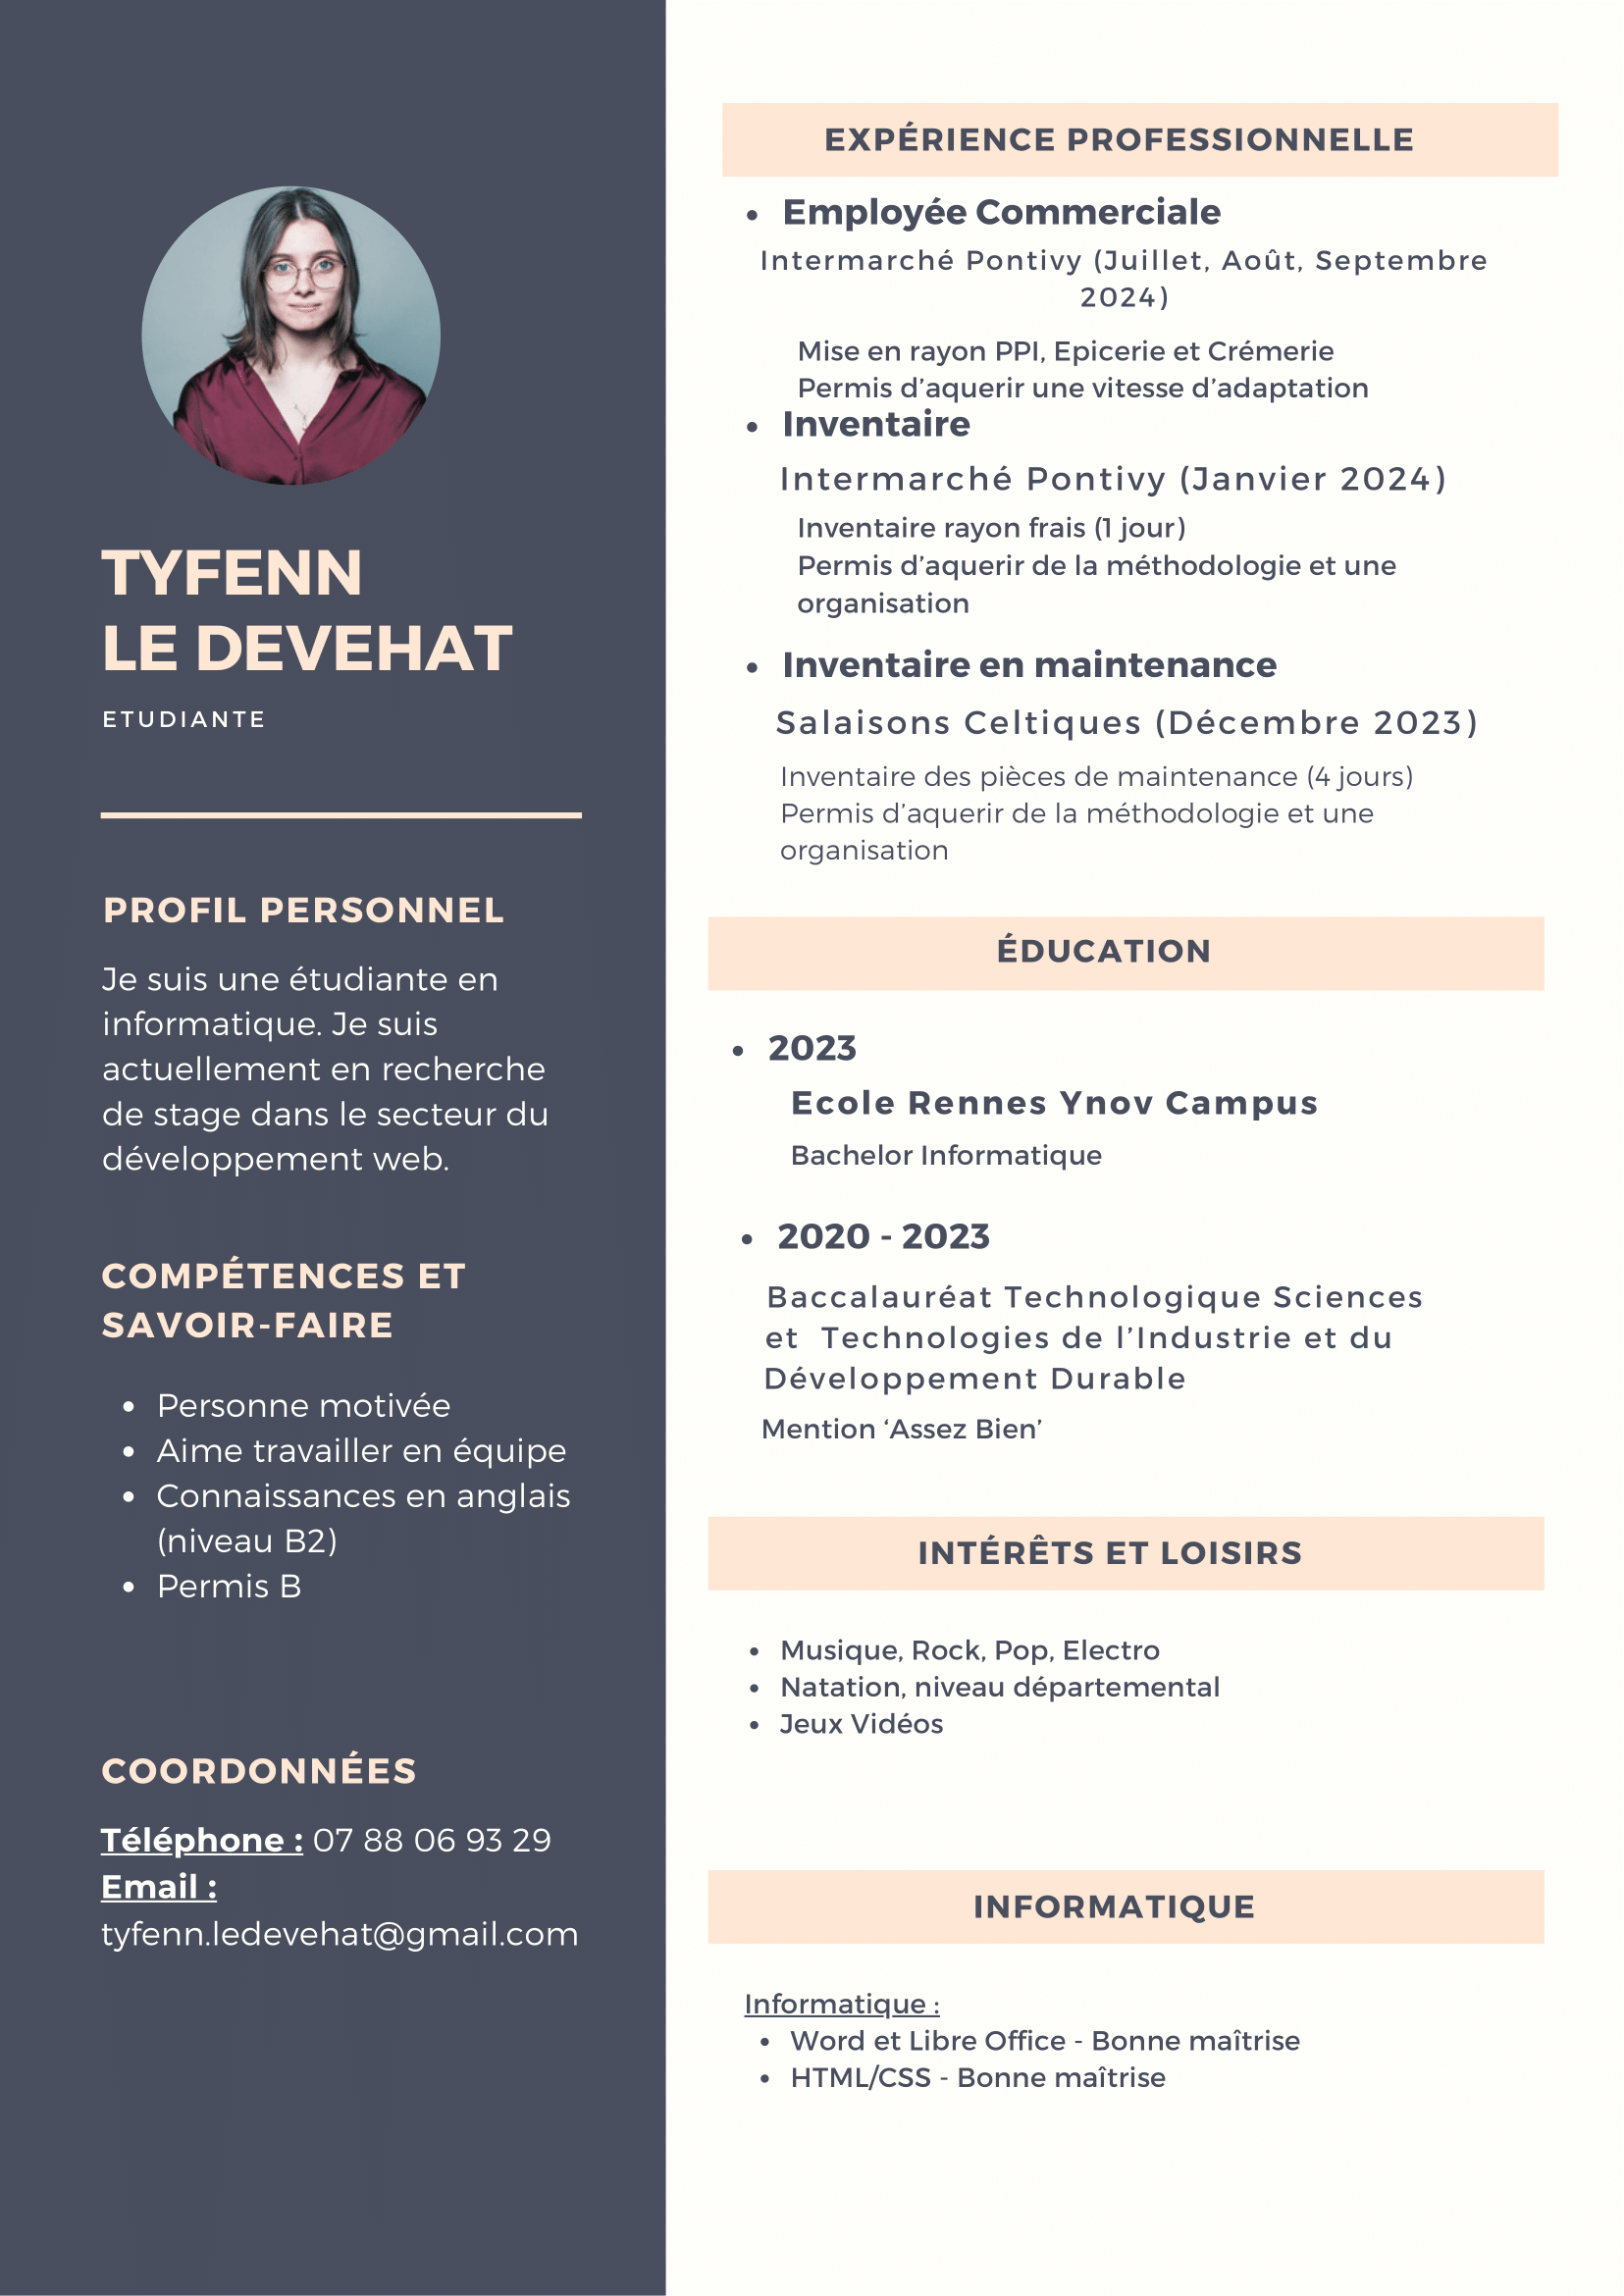 TYFENN
LE DEVEHAT
ETUDIANTE
PROFIL PERSONNEL
Je suis une étudiante en
informatique. Je suis
actuellement en recherche
de stage dans le secteur du
développement web.
COMPÉTENCES ET
SAVOIR-FAIRE
• Personne motivée
• Aime travailler en équipe
• Connaissances en anglais
(niveau B2)
• Permis B
COORDONNÉES
Téléphone : 07 88 06 93 29
Email :
tyfenn.ledevehat@gmail.com
EXPÉRIENCE PROFESSIONNELLE
• Employée Commerciale
Intermarché Pontivy (Juillet, Août, Septembre
2024)
Mise en rayon PPI, Epicerie et Crémerie
Permis d’aquerir une vitesse d’adaptation
• Inventaire
Intermarché Pontivy (Janvier 2024)
Inventaire rayon frais (1 jour)
Permis d’aquerir de la méthodologie et une
organisation
• Inventaire en maintenance
Salaisons Celtiques (Décembre 2023)
Inventaire des pièces de maintenance (4 jours)
Permis d’aquerir de la méthodologie et une
organisation
ÉDUCATION
• 2023
Ecole Rennes Ynov Campus
Bachelor Informatique
• 2020 - 2023
Baccalauréat Technologique Sciences
et Technologies de l’Industrie et du
Développement Durable
Mention ‘Assez Bien’
INTÉRÊTS ET LOISIRS
• Musique, Rock, Pop, Electro
• Natation, niveau départemental
• Jeux Vidéos
INFORMATIQUE
Informatique :
• Word et Libre Office - Bonne maîtrise
• HTML/CSS - Bonne maîtrise